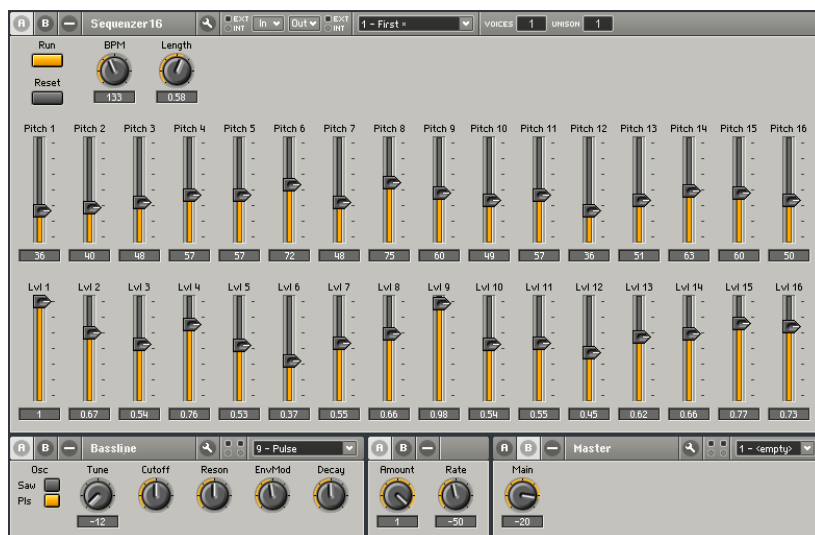 A B Sequenzer16 EXT INT In Out EXT INT 1 - First × VOICES 1 UNISON 1
Run BPM Length
Reset 133 0.58
Pitch 1 Pitch 2 Pitch 3 Pitch 4 Pitch 5 Pitch 6 Pitch 7 Pitch 8 Pitch 9 Pitch 10 Pitch 11 Pitch 12 Pitch 13 Pitch 14 Pitch 15 Pitch 16
36 40 48 57 57 72 48 75 60 49 57 36 51 63 60 50
Lvl 1 Lvl 2 Lvl 3 Lvl 4 Lvl 5 Lvl 6 Lvl 7 Lvl 8 Lvl 9 Lvl 10 Lvl 11 Lvl 12 Lvl 13 Lvl 14 Lvl 15 Lvl 16
1 0.67 0.54 0.76 0.53 0.37 0.55 0.66 0.98 0.54 0.55 0.45 0.62 0.66 0.77 0.73
A B Bassline 9 - Pulse A B A B Master 1 - <empty>
Osc Tune Cutoff Reson EnvMod Decay Amount Rate Main
Saw
Pls
-12 1 -50 -20